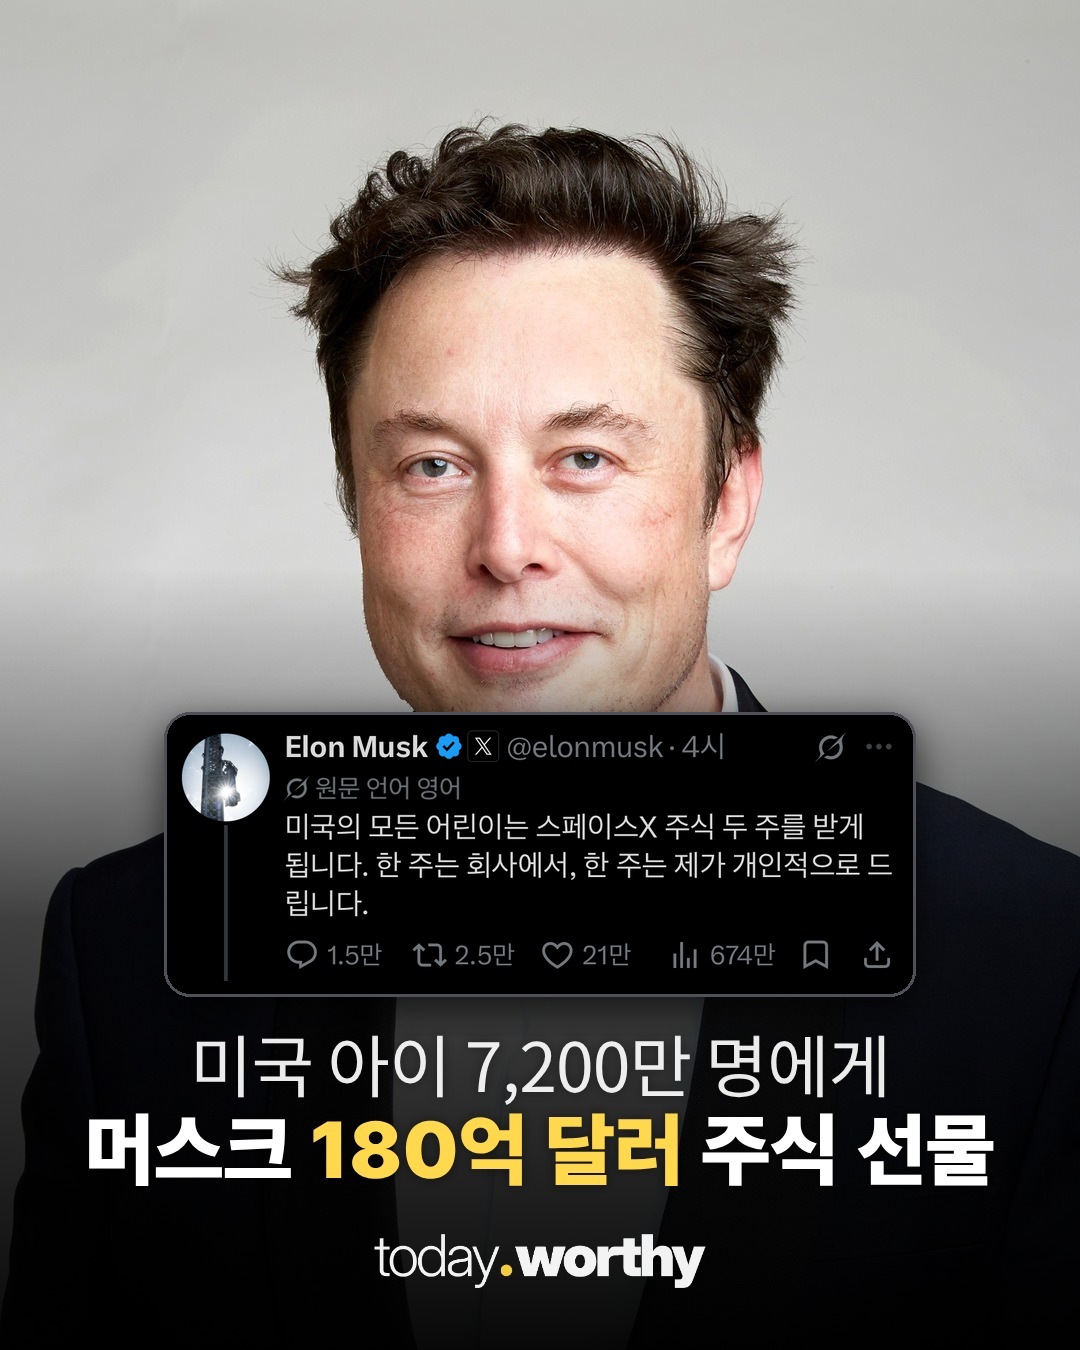 Elon Musk X @elonmusk · 4시
원문 언어 영어
미국의 모든 어린이는 스페이스X 주식 두 주를 받게
됩니다. 한 주는 회사에서, 한 주는 제가 개인적으로 드
립니다.
1.5만 2.5만 21만 674만
미국 아이 7,200만 명에게
머스크 180억 달러 주식 선물
today.worthy